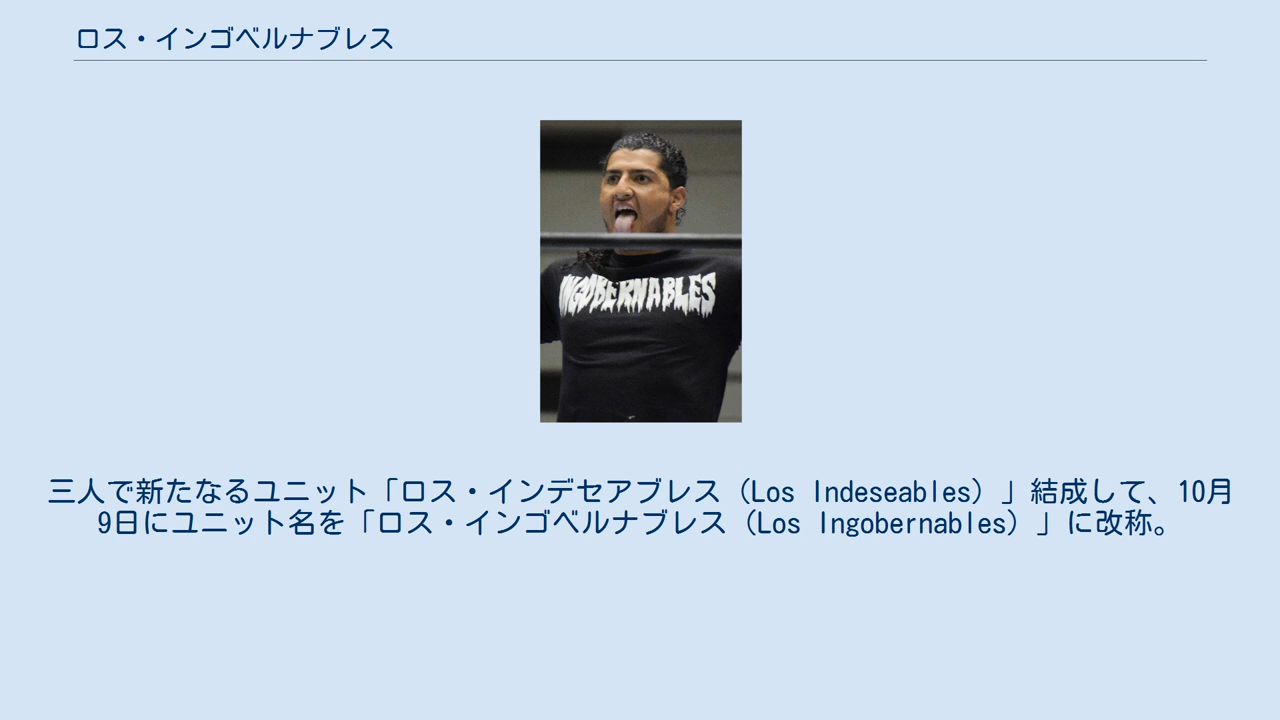 ロス・インゴベルナブレス
INGOBERNABLES
三人で新たなるユニット「ロス・インデセアブレス（Los Indeseables）」結成して、10月
9日にユニット名を「ロス・インゴベルナブレス（Los Ingobernables）」に改称。